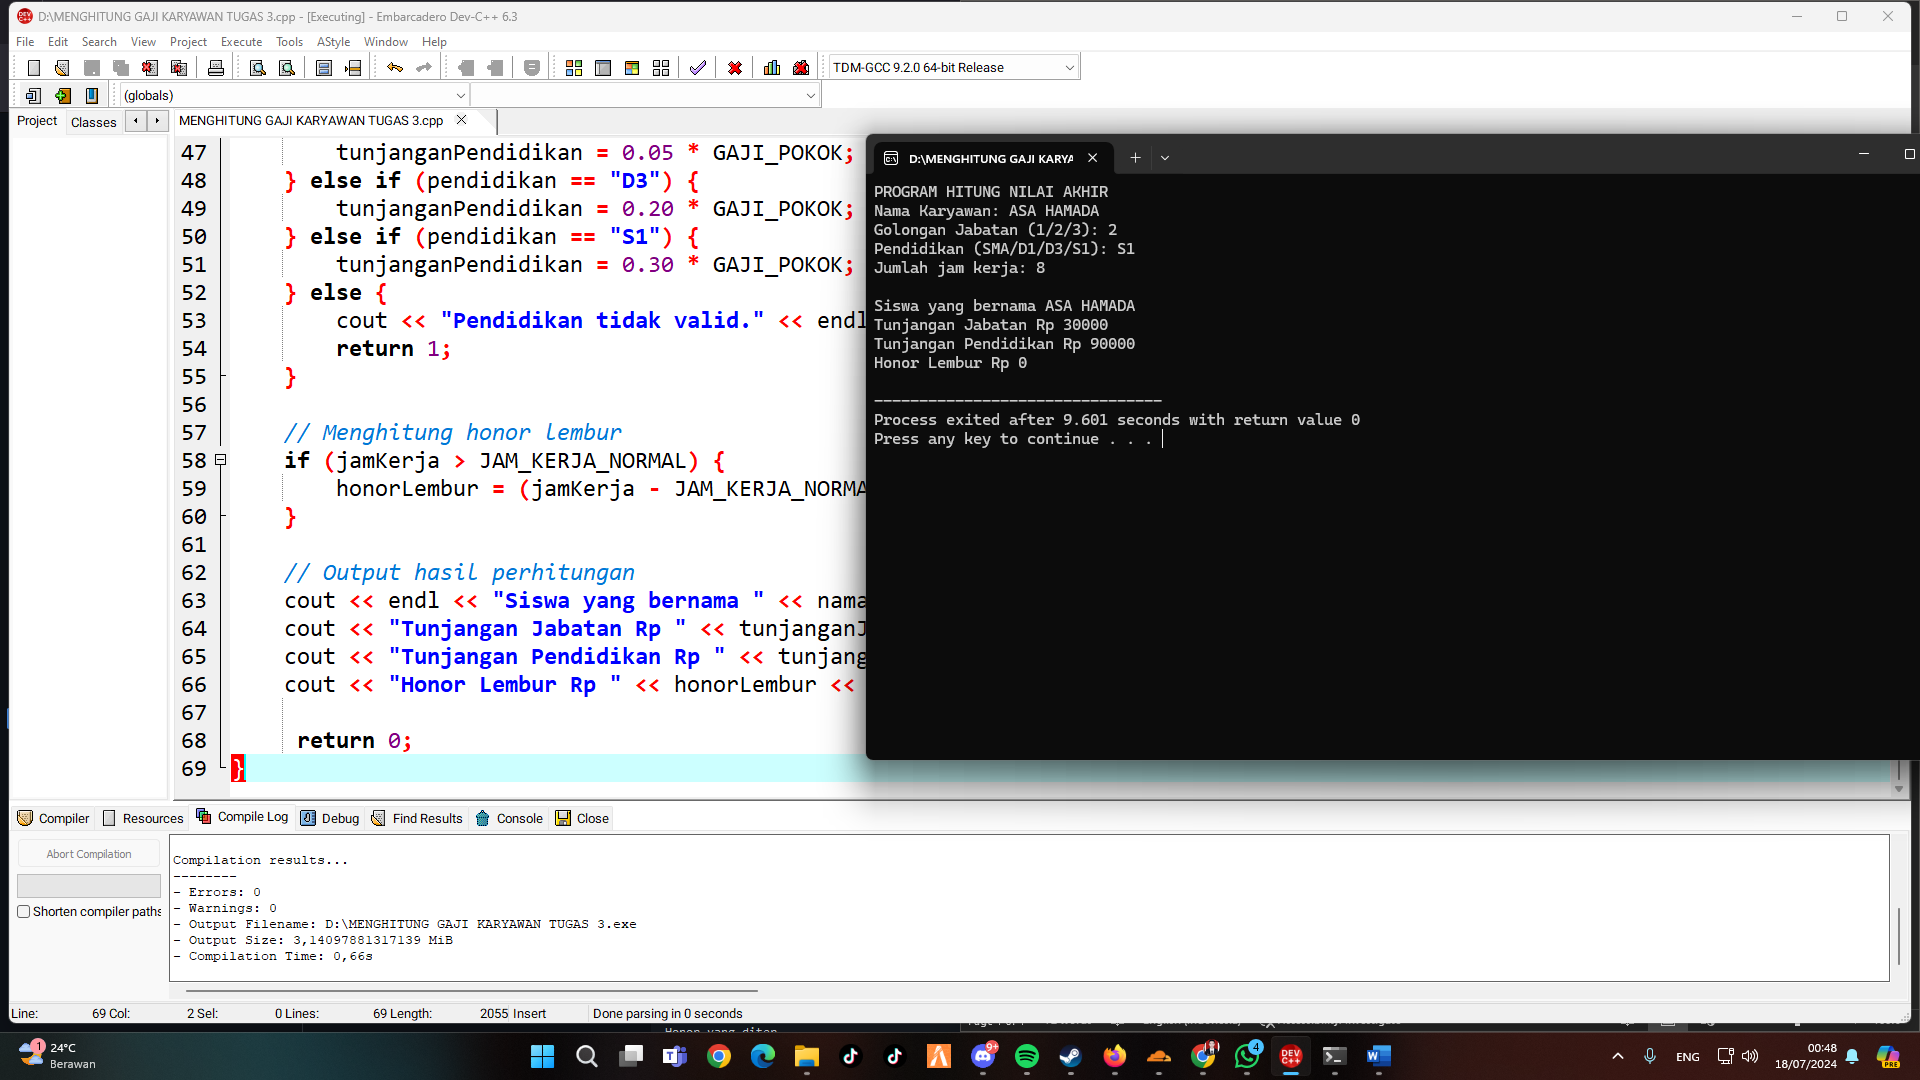 D:\MENGHITUNG GAJI KARYAWAN TUGAS 3.cpp - [Executing] - Embarcadero Dev-C++ 6.3
File Edit Search View Project Execute Tools AStyle Window Help
TDM-GCC 9.2.0 64-bit Release
(globals)
Project Classes
MENGHITUNG GAJI KARYAWAN TUGAS 3.cpp
47 tunjanganPendidikan = 0.05 * GAJI_POKOK;
48 } else if (pendidikan == "D3") {
49 tunjanganPendidikan = 0.20 * GAJI_POKOK;
50 } else if (pendidikan == "S1") {
51 tunjanganPendidikan = 0.30 * GAJI_POKOK;
52 } else {
53 cout << "Pendidikan tidak valid." << endl
54 return 1;
55 }
56
57 // Menghitung honor lembur
58 if (jamKerja > JAM_KERJA_NORMAL) {
59 honorLembur = (jamKerja - JAM_KERJA_NORMA
60 }
61
62 // Output hasil perhitungan
63 cout << endl << "Siswa yang bernama " << nama
64 cout << "Tunjangan Jabatan Rp " << tunjanganJ
65 cout << "Tunjangan Pendidikan Rp " << tunjang
66 cout << "Honor Lembur Rp " << honorLembur <<
67
68 return 0;
69 }
D:\MENGHITUNG GAJI KARYA
PROGRAM HITUNG NILAI AKHIR
Nama Karyawan: ASA HAMADA
Golongan Jabatan (1/2/3): 2
Pendidikan (SMA/D1/D3/S1): S1
Jumlah jam kerja: 8
Siswa yang bernama ASA HAMADA
Tunjangan Jabatan Rp 30000
Tunjangan Pendidikan Rp 90000
Honor Lembur Rp 0
--------------------------------
Process exited after 9.601 seconds with return value 0
Press any key to continue . . .
Compiler Resources Compile Log Debug Find Results Console Close
Abort Compilation
Shorten compiler paths
Compilation results...
--------
- Errors: 0
- Warnings: 0
- Output Filename: D:\MENGHITUNG GAJI KARYAWAN TUGAS 3.exe
- Output Size: 3,14097881317139 MiB
- Compilation Time: 0,66s
Line: 69 Col: 2 Sel: 0 Lines: 69 Length: 2055 Insert Done parsing in 0 seconds
1
24°C
Berawan
9+
4
DEV C++
ENG
00:48
18/07/2024
PRE